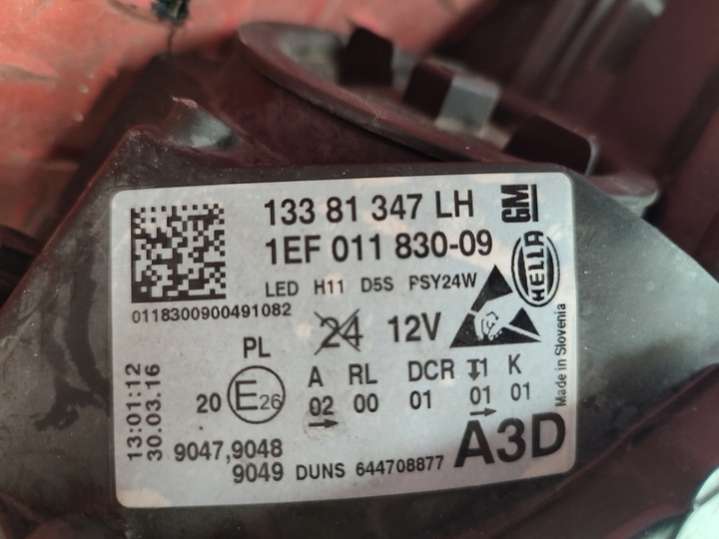 133 81 347 LH GM
1EF 011 830-09 HELLA
LED H11 D5S PSY24W
0118300900491082
PL 24 12V
A RL DCR 1 K
20 E26 02 00 01 01 01
9047,9048
9049 DUNS 644708877 A3D
13:01:12
30.03.16
Made in Slovenia